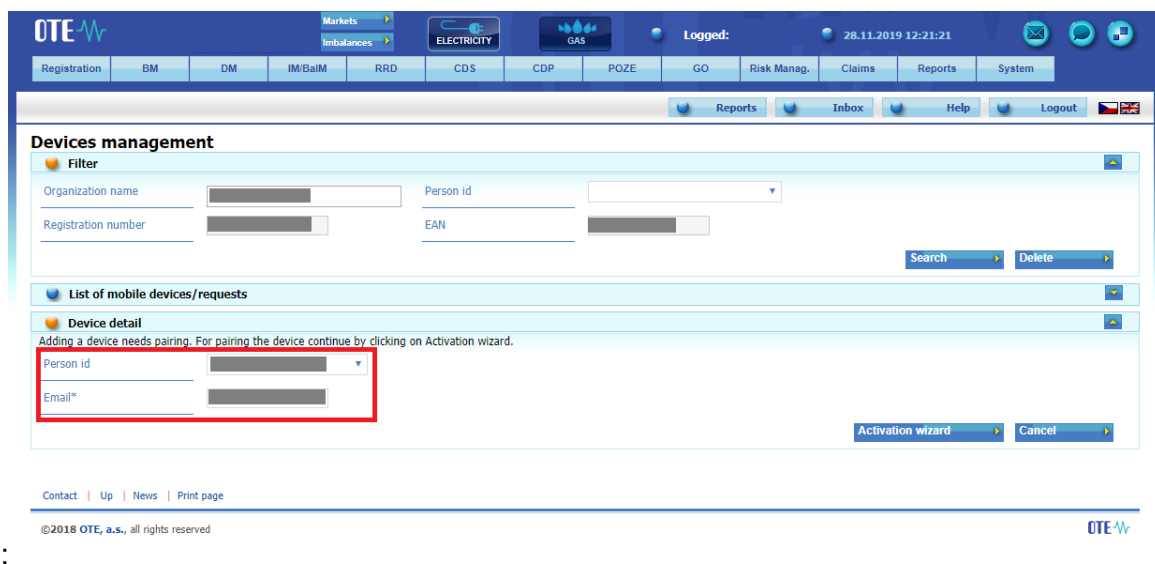 OTE
Markets
Imbalances
ELECTRICITY
GAS
Logged:
28.11.2019 12:21:21
Registration BM DM IM/BalM RRD CDS CDP POZE GO Risk Manag. Claims Reports System
Reports Inbox Help Logout
Devices management
Filter
Organization name Person id
Registration number EAN
Search Delete
List of mobile devices/requests
Device detail
Adding a device needs pairing. For pairing the device continue by clicking on Activation wizard.
Person id
Email*
Activation wizard Cancel
Contact | Up | News | Print page
©2018 OTE, a.s., all rights reserved OTE
: